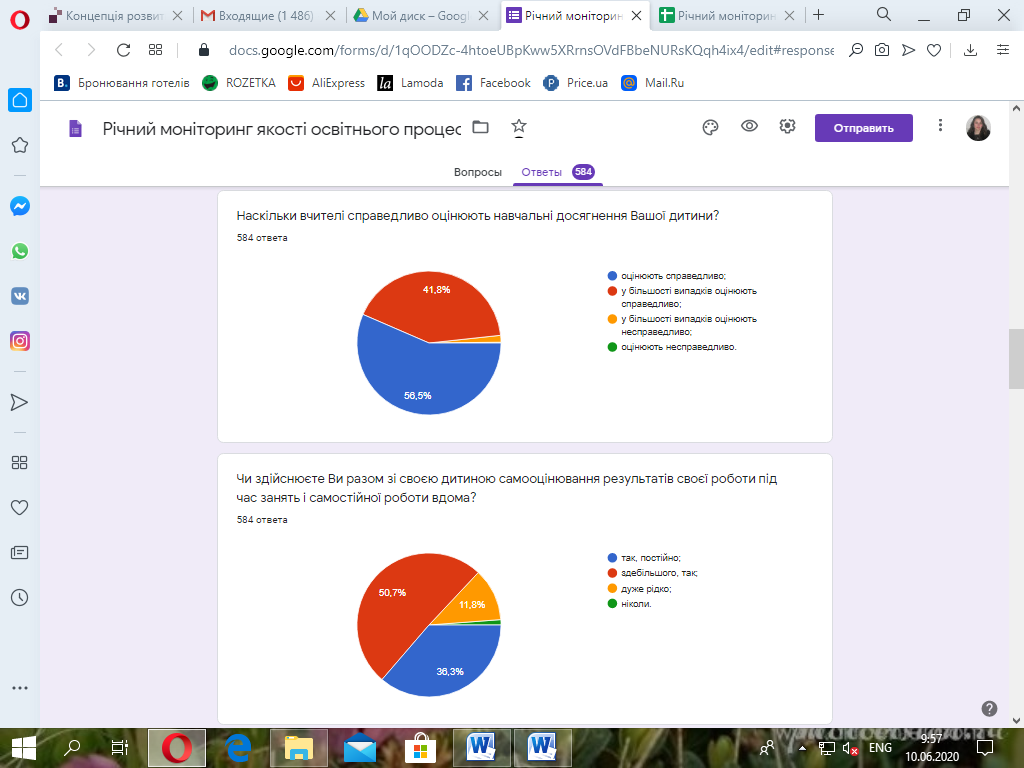 Концепція розвит
Входящие (1 486)
Мой диск – Googl
Річний моніторин
Річний моніторин
docs.google.com/forms/d/1qOODZc-4htoeUBpKww5XRrnsOVdFBbeNURsKQqh4ix4/edit#response
B. Бронювання готелів
ROZETKA
AliExpress
la Lamoda
Facebook
P Price.ua
@ Mail.Ru
Річний моніторинг якості освітнього процес
Отправить
Вопросы
Ответы 584
Наскільки вчителі справедливо оцінюють навчальні досягнення Вашої дитини?
584 ответа
41,8%
56,5%
оцінюють справедливо;
у більшості випадків оцінюють
справедливо;
у більшості випадків оцінюють
несправедливо;
оцінюють несправедливо.
Чи здійснюєте Ви разом зі своєю дитиною самооцінювання результатів своєї роботи під
час занять і самостійної роботи вдома?
584 ответа
50,7%
11,8%
36,3%
так, постійно;
здебільшого, так;
дуже рідко;
ніколи.
ENG
9:57
10.06.2020